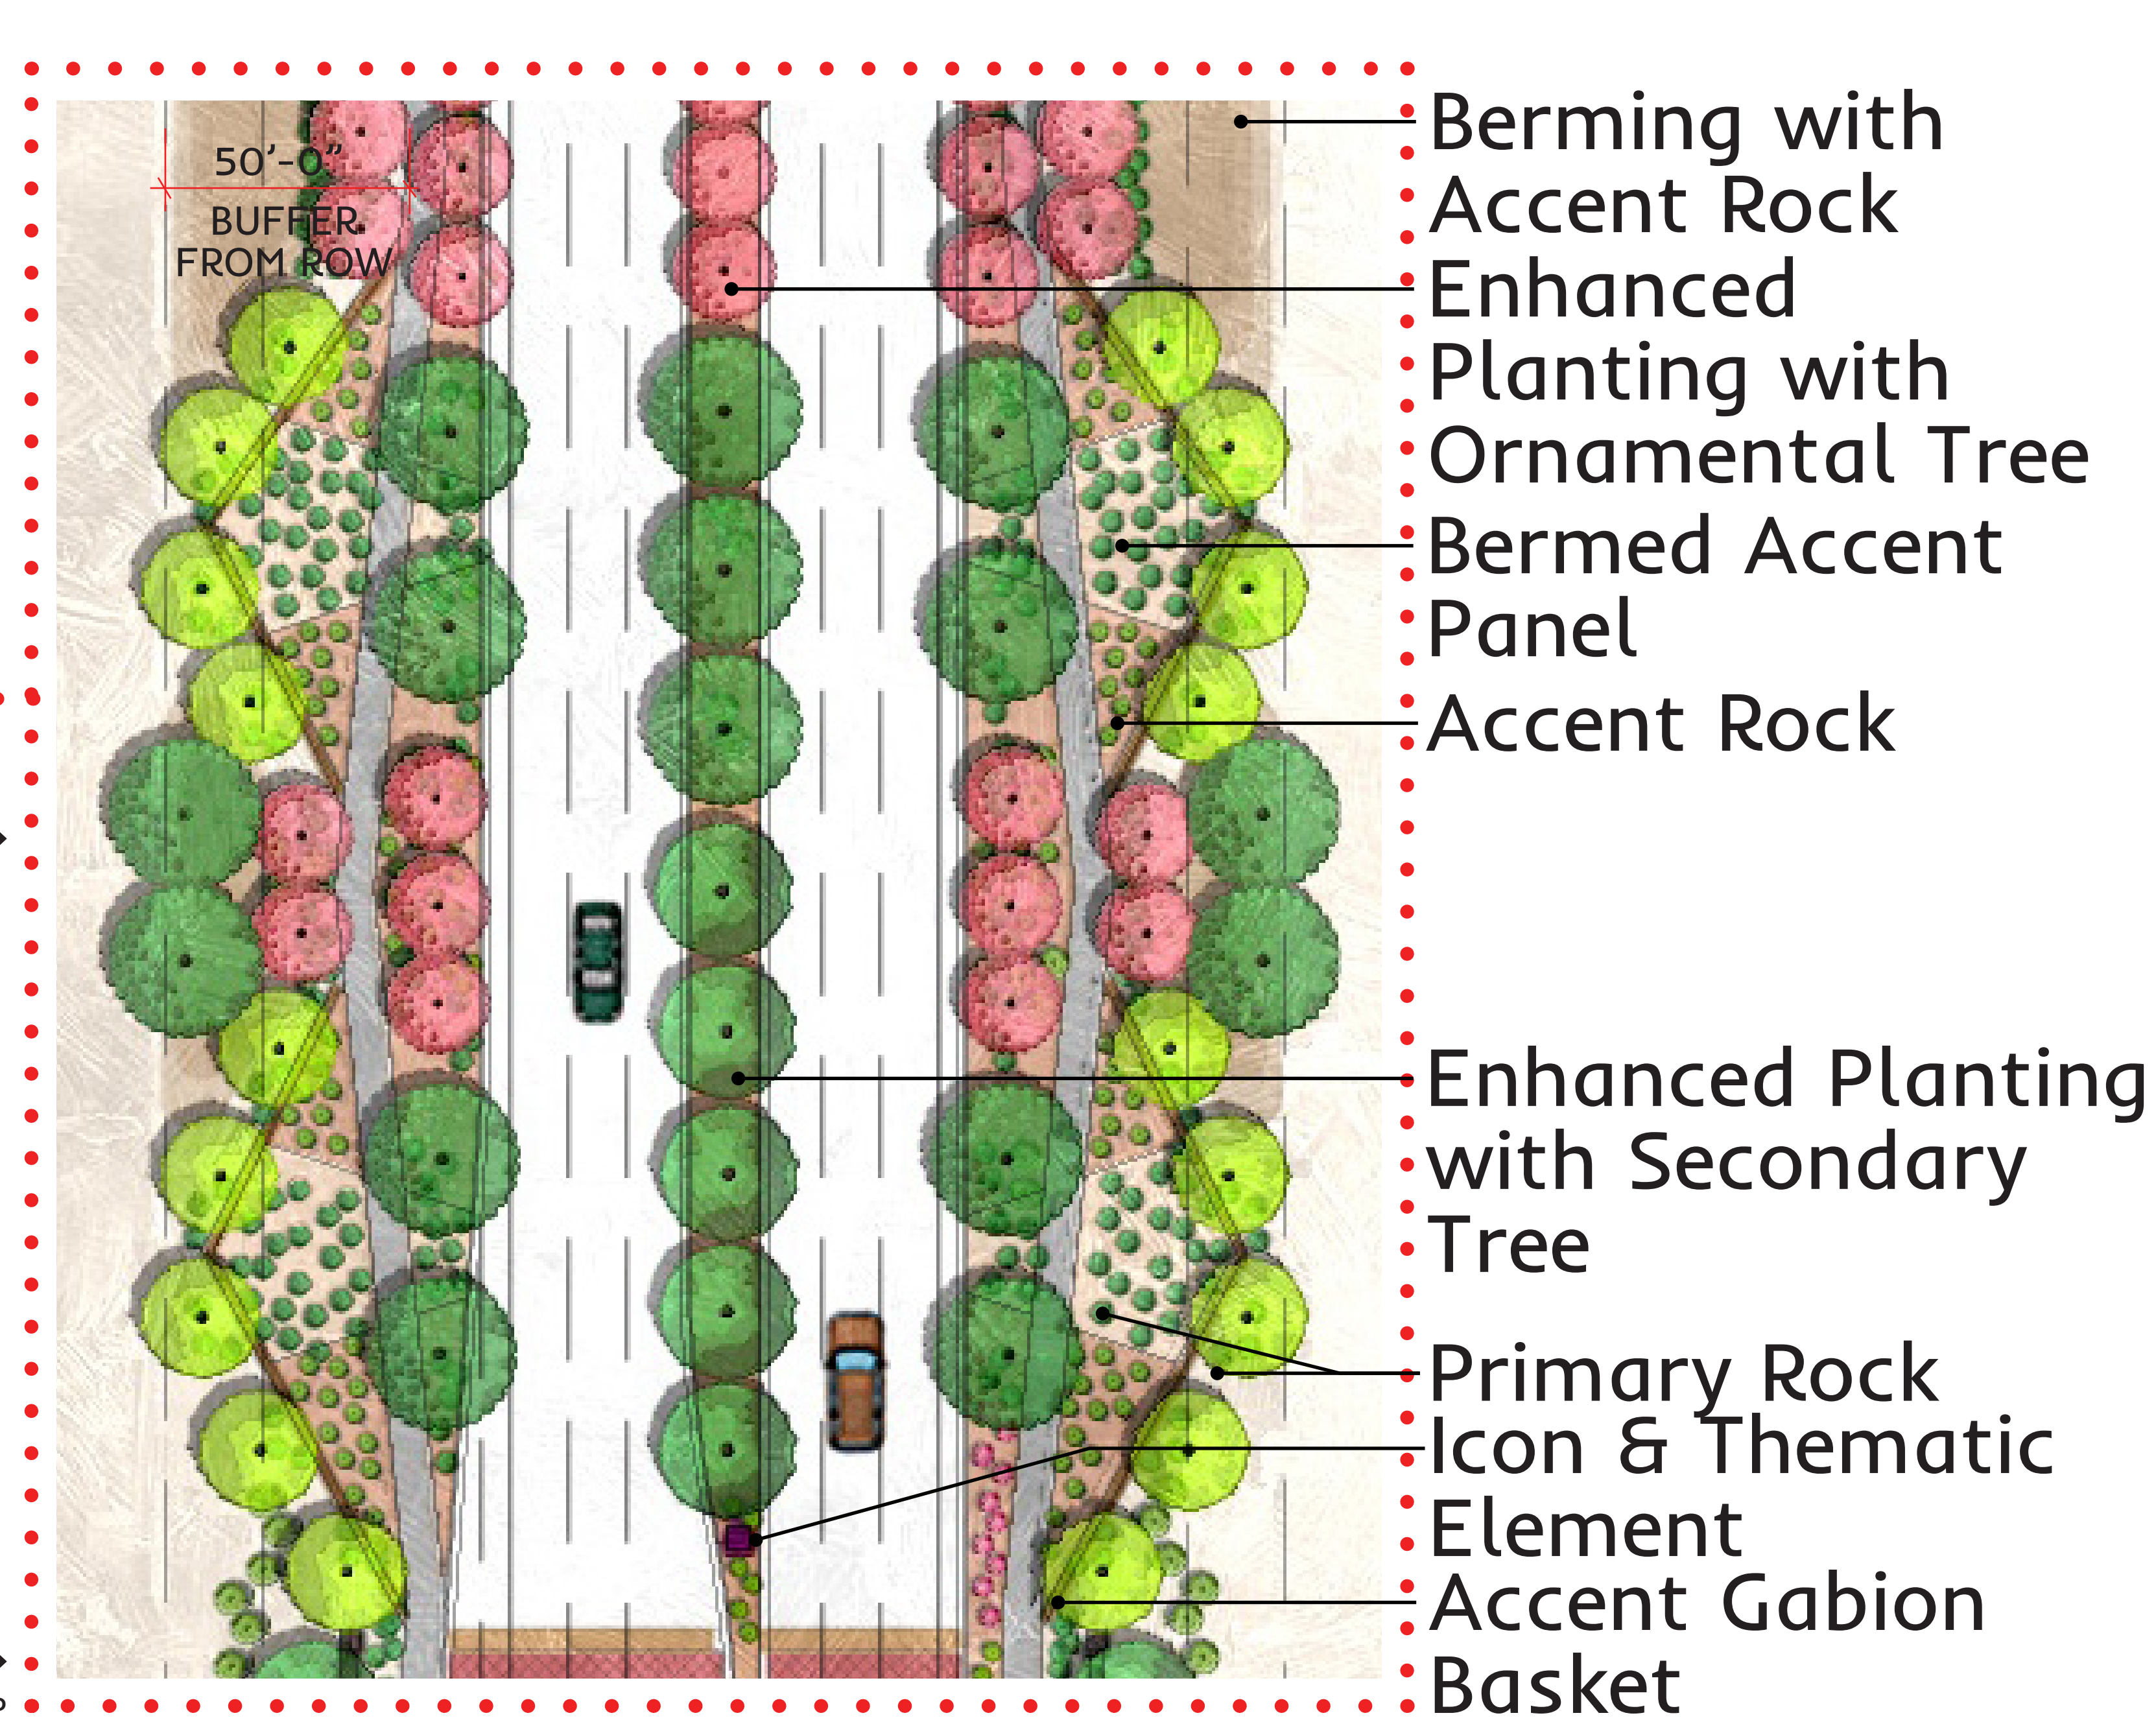 50’-0”
BUFFER
FROM ROW
Berming with
Accent Rock
Enhanced
Planting with
Ornamental Tree
Bermed Accent
Panel
Accent Rock
Enhanced Planting
with Secondary
Tree
Primary Rock
Icon & Thematic
Element
Accent Gabion
Basket